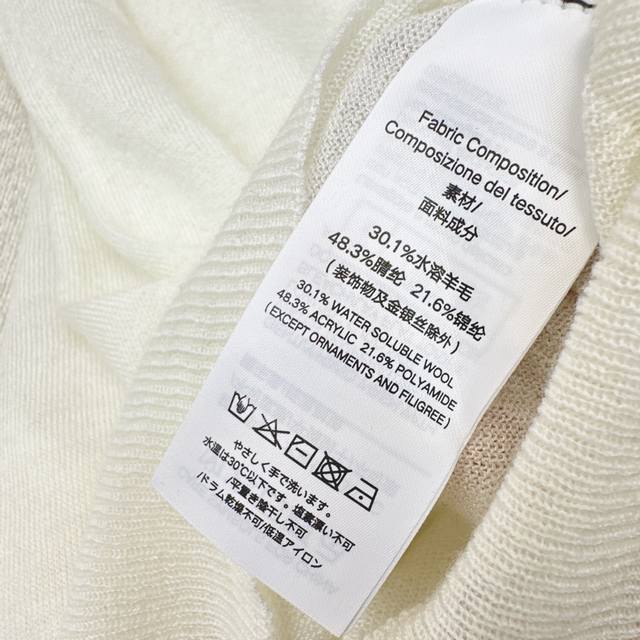 Fabric Composition/
Composizione del tessuto/
素材/
面料成分
30.1%水溶羊毛
48.3%腈纶 21.6%锦纶
(装饰物及金银丝除外)
30.1% WATER SOLUBLE WOOL
48.3% ACRYLIC 21.6% POLYAMIDE
(EXCEPT ORNAMENTS AND FILIGREE)
やさしく手で洗います。
水温は30℃以下です。塩素漂い不可
/平量き陰干し不可
/ドラム乾燥不可/低温アイロン